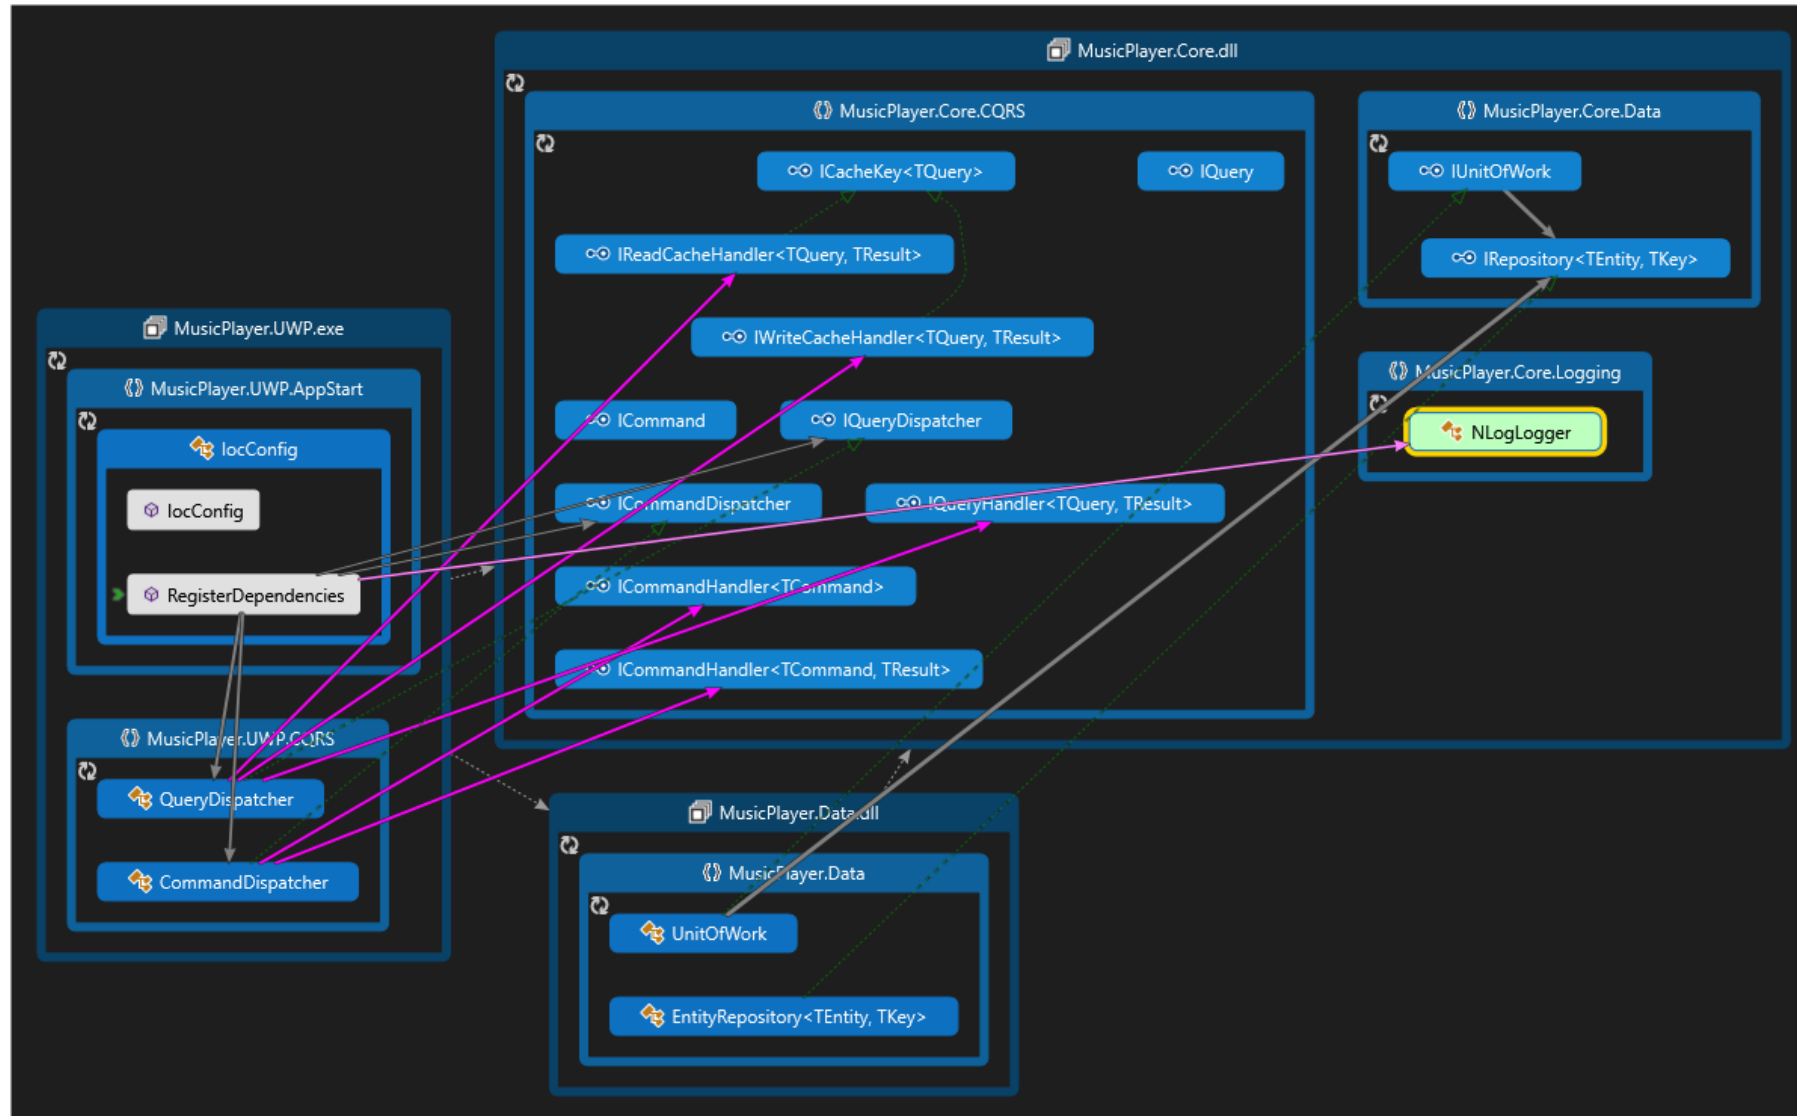 MusicPlayer.Core.dll
MusicPlayer.Core.CQRS
ICacheKey<TQuery>
IQuery
IReadCacheHandler<TQuery, TResult>
IWriteCacheHandler<TQuery, TResult>
ICommand
IQueryDispatcher
ICommandDispatcher
IQueryHandler<TQuery, TResult>
ICommandHandler<TCommand>
ICommandHandler<TCommand, TResult>
MusicPlayer.Core.Data
IUnitOfWork
IRepository<TEntity, TKey>
MusicPlayer.Core.Logging
NLogLogger
MusicPlayer.UWP.exe
MusicPlayer.UWP.AppStart
IocConfig
IocConfig
RegisterDependencies
MusicPlayer.UWP.CQRS
QueryDispatcher
CommandDispatcher
MusicPlayer.Data.dll
MusicPlayer.Data
UnitOfWork
EntityRepository<TEntity, TKey>